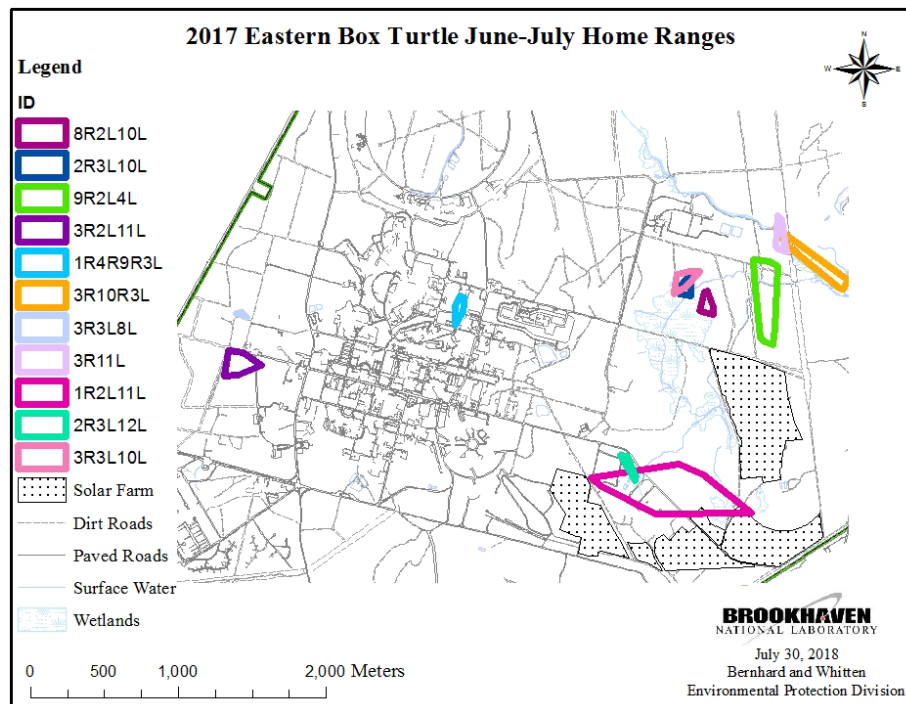 2017 Eastern Box Turtle June-July Home Ranges
N
W
E
S
Legend
ID
8R2L10L
2R3L10L
9R2L4L
3R2L11L
1R4R9R3L
3R10R3L
3R3L8L
3R11L
1R2L11L
2R3L12L
3R3L10L
Solar Farm
Dirt Roads
Paved Roads
Surface Water
Wetlands
0 500 1,000 2,000 Meters
BROOKHAVEN
NATIONAL LABORATORY
July 30, 2018
Bernhard and Whitten
Environmental Protection Division